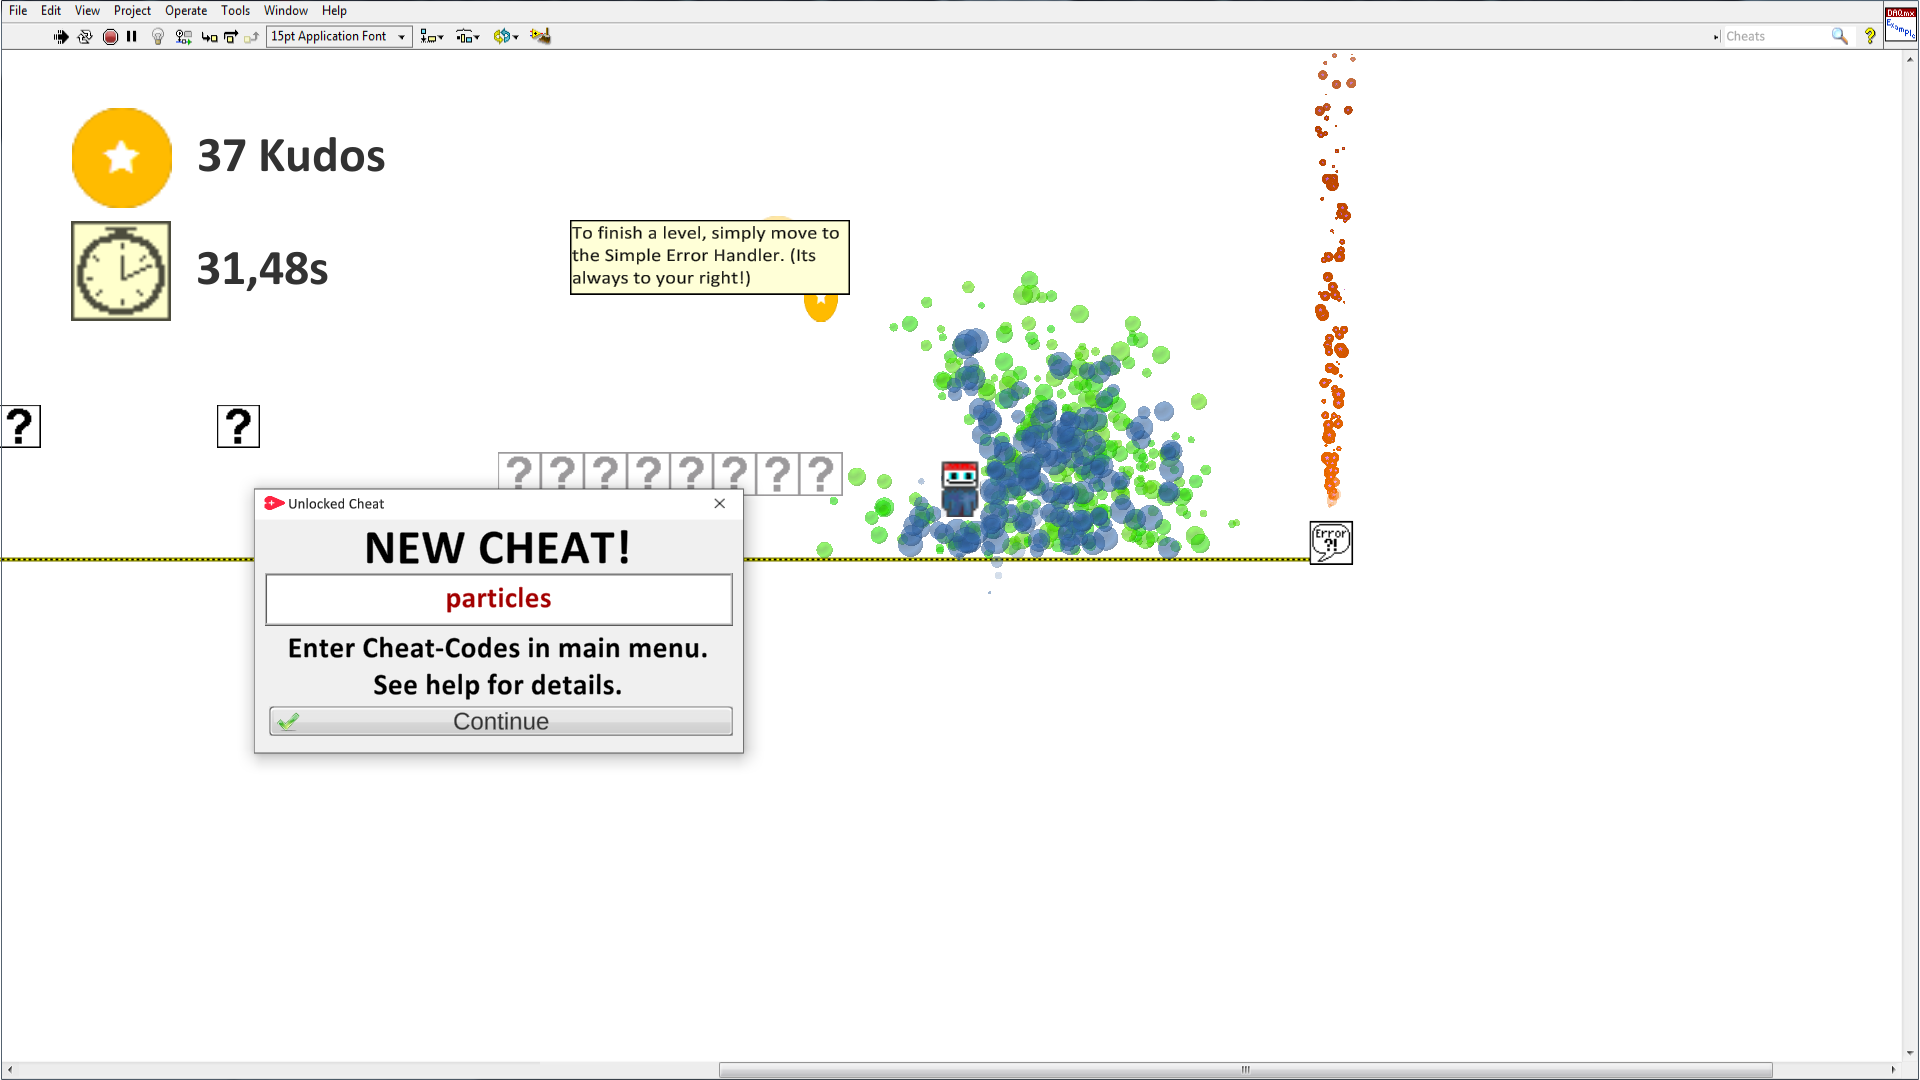 File Edit View Project Operate Tools Window Help
15pt Application Font
Cheats
?
DAQmx
Example
37 Kudos
31,48s
To finish a level, simply move to
the Simple Error Handler. (Its
always to your right!)
? ?
? ? ? ? ? ? ? ?
Error
?!
Unlocked Cheat
NEW CHEAT!
particles
Enter Cheat-Codes in main menu.
See help for details.
Continue